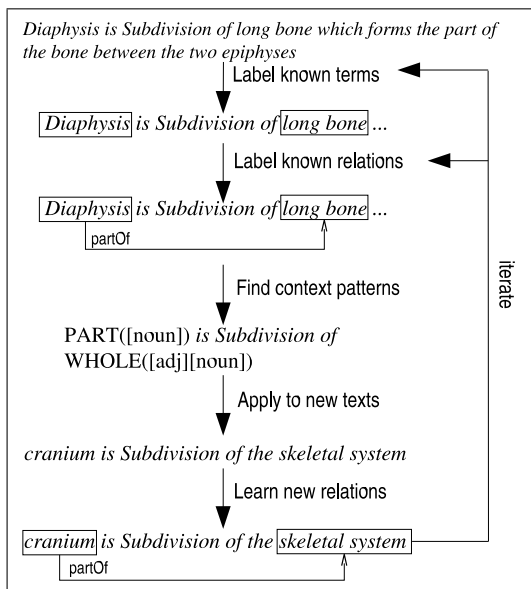 Diaphysis is Subdivision of long bone which forms the part of
the bone between the two epiphyses
Label known terms
Diaphysis is Subdivision of long bone ...
Label known relations
Diaphysis is Subdivision of long bone ...
partOf
Find context patterns
PART([noun]) is Subdivision of
WHOLE([adj][noun])
Apply to new texts
cranium is Subdivision of the skeletal system
Learn new relations
cranium is Subdivision of the skeletal system
partOf
iterate